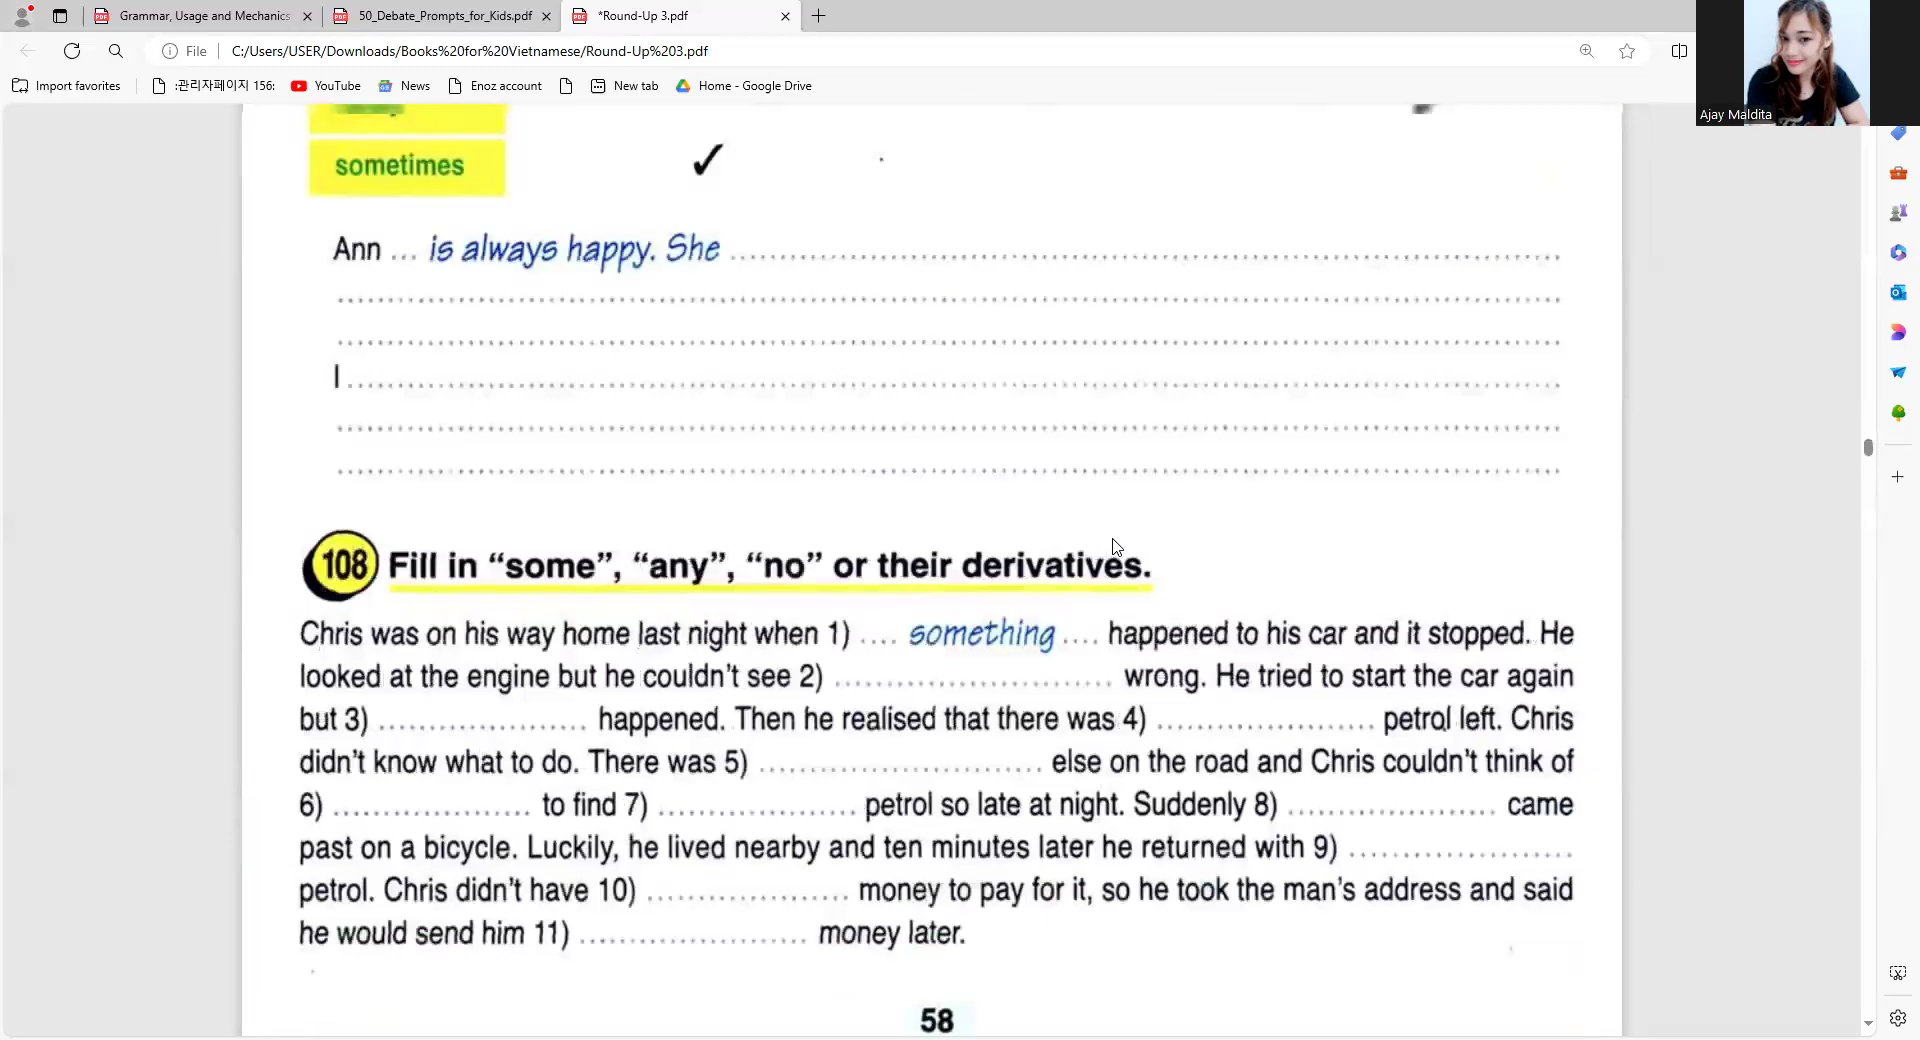 Grammar, Usage and Mechanics
50_Debate_Prompts_for_Kids.pdf
*Round-Up 3.pdf
File
C:/Users/USER/Downloads/Books%20for%20Vietnamese/Round-Up%203.pdf
Import favorites
:관리자페이지 156:
YouTube
News
Enoz account
New tab
Home - Google Drive
Ajay Maldita
sometimes
Ann ... is always happy. She ..........
I ..........
108 Fill in “some”, “any”, “no” or their derivatives.
Chris was on his way home last night when 1) .... something .... happened to his car and it stopped. He
looked at the engine but he couldn't see 2) .......... wrong. He tried to start the car again
but 3) .......... happened. Then he realised that there was 4) .......... petrol left. Chris
didn't know what to do. There was 5) .......... else on the road and Chris couldn't think of
6) .......... to find 7) .......... petrol so late at night. Suddenly 8) .......... came
past on a bicycle. Luckily, he lived nearby and ten minutes later he returned with 9) ..........
petrol. Chris didn't have 10) .......... money to pay for it, so he took the man's address and said
he would send him 11) .......... money later.
58